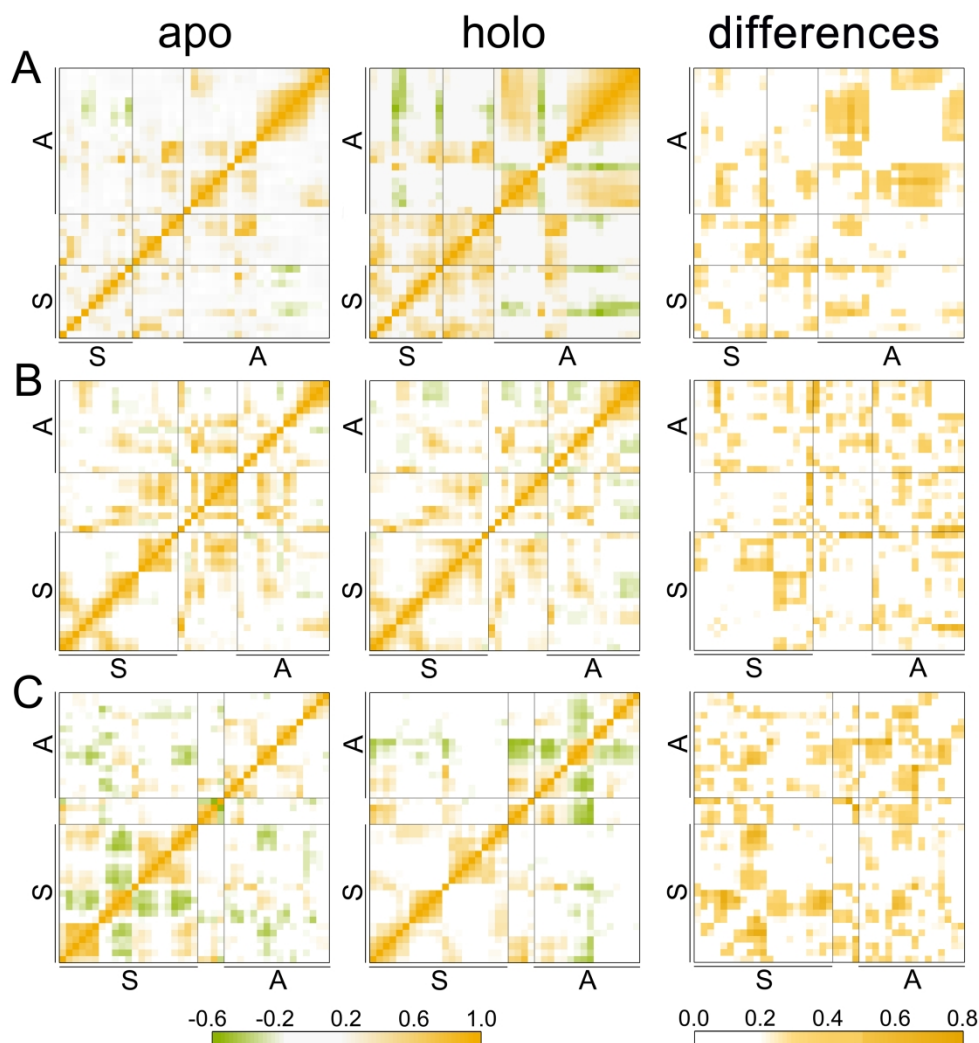 apo holo differences
A
A A
S S
S A S A S A
B
A A A
S S S
S A S A S A
C
A A A
S S S
S A S A S A
-0.6 -0.2 0.2 0.6 1.0 0.0 0.2 0.4 0.6 0.8